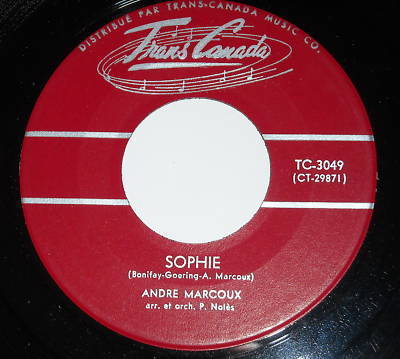 DISTRIBUÉ PAR TRANS-CANADA MUSIC CO.
Trans Canada
TC-3049
(CT-29871)
SOPHIE
(Bonifay-Goering-A. Marcoux)
ANDRE MARCOUX
arr. et orch. P. Nolès